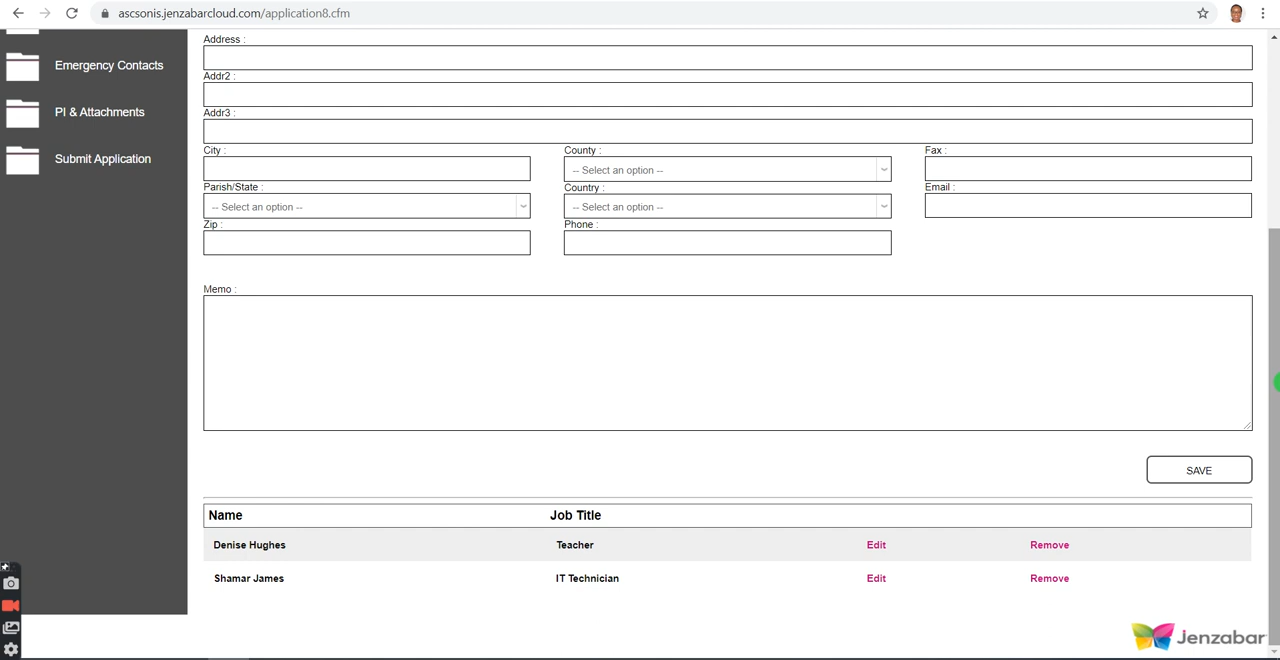 ascsonis.jenzabarcloud.com/application8.cfm
Address :
Emergency Contacts
Addr2 :
PI & Attachments
Addr3 :
Submit Application
City :
County :
Fax :
-- Select an option --
Parish/State :
Country :
Email :
-- Select an option --
-- Select an option --
Zip :
Phone :
Memo :
SAVE
Name Job Title
Denise Hughes Teacher Edit Remove
Shamar James IT Technician Edit Remove
Jenzabar